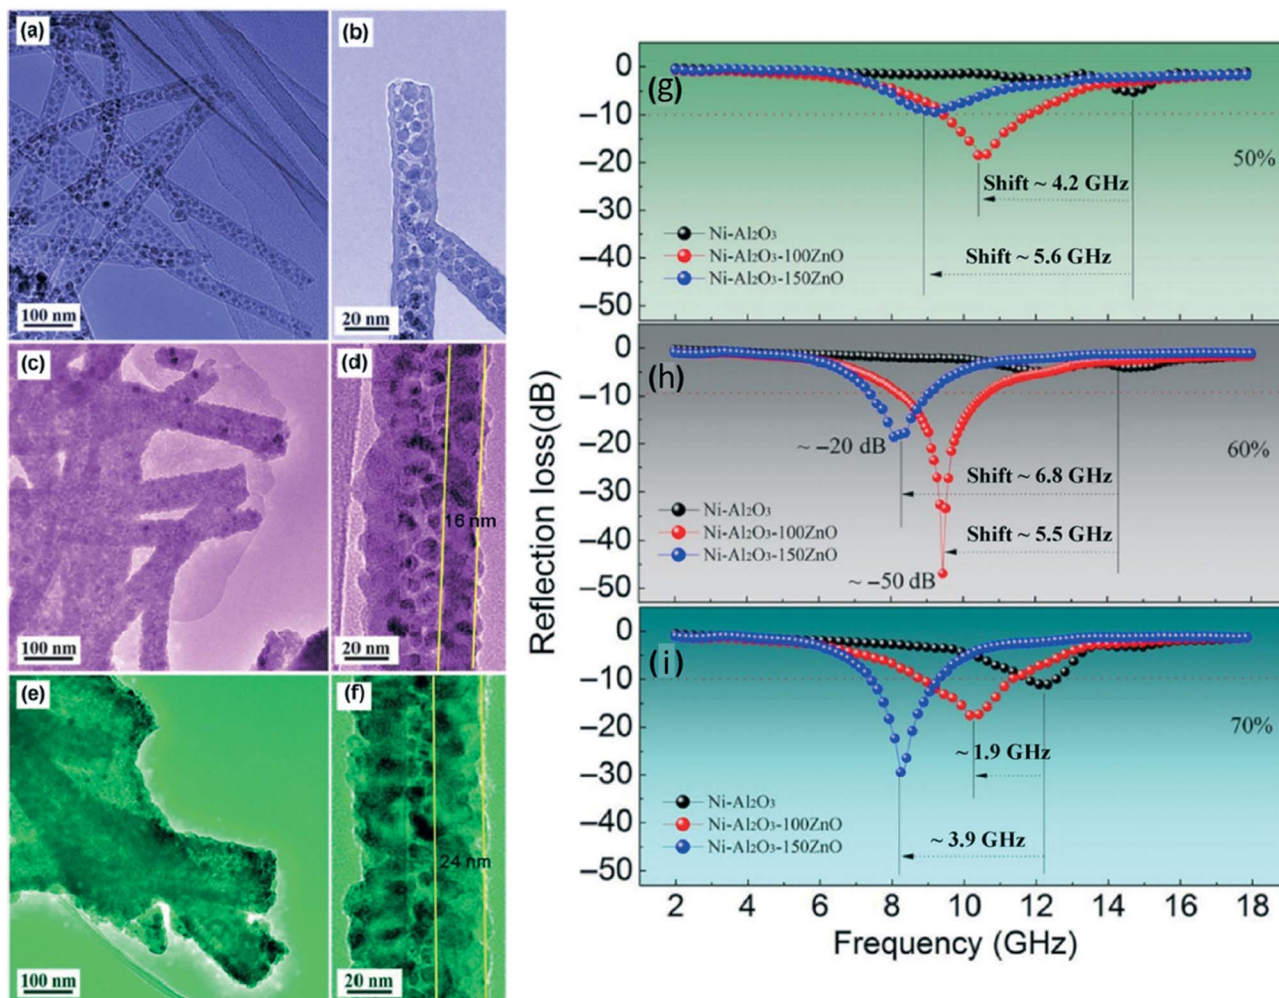 (a)
100 nm
(b)
20 nm
(c)
100 nm
(d)
16 nm
20 nm
(e)
100 nm
(f)
24 nm
20 nm
Reflection loss(dB)
0
(g)
−10
−20
50%
Shift ~ 4.2 GHz
−30
Ni-Al₂O₃
−40
Ni-Al₂O₃-100ZnO
Shift ~ 5.6 GHz
Ni-Al₂O₃-150ZnO
−50
0
(h)
−10
−20
~ −20 dB
60%
Shift ~ 6.8 GHz
−30
Ni-Al₂O₃
Ni-Al₂O₃-100ZnO
Shift ~ 5.5 GHz
−40
Ni-Al₂O₃-150ZnO
~ −50 dB
−50
0
(i)
−10
−20
70%
~ 1.9 GHz
−30
Ni-Al₂O₃
Ni-Al₂O₃-100ZnO
−40
Ni-Al₂O₃-150ZnO
~ 3.9 GHz
−50
2 4 6 8 10 12 14 16 18
Frequency (GHz)